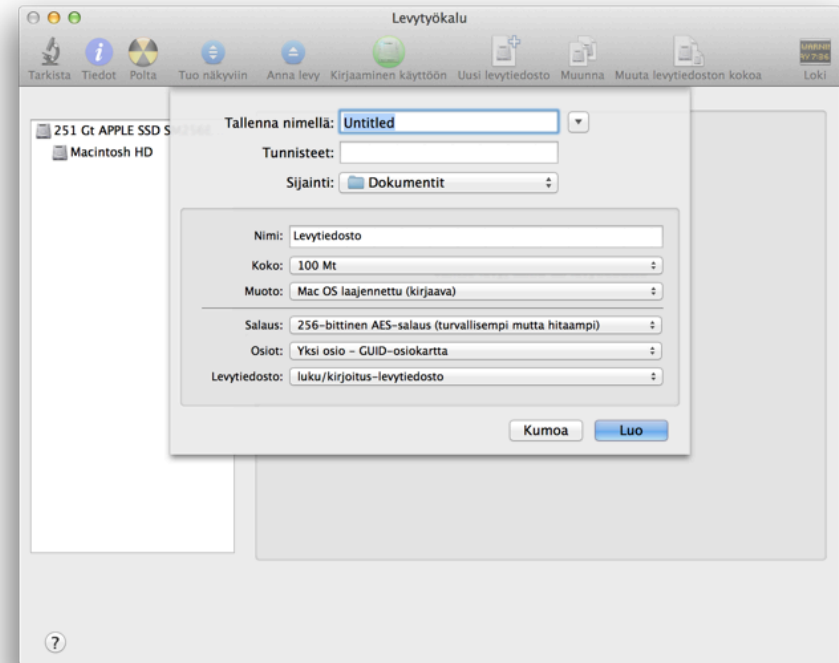 Levytyökalu
Tarkista Tiedot Polta Tuo näkyviin Anna levy Kirjaaminen käyttöön Uusi levytiedosto Muunna Muuta levytiedoston kokoa Loki
251 Gt APPLE SSD
Macintosh HD
Tallenna nimellä: Untitled
Tunnisteet:
Sijainti: Dokumentit
Nimi: Levytiedosto
Koko: 100 Mt
Muoto: Mac OS laajennettu (kirjaava)
Salaus: 256-bittinen AES-salaus (turvallisempi mutta hitaampi)
Osiot: Yksi osio – GUID-osiokartta
Levytiedosto: luku/kirjoitus-levytiedosto
Kumoa Luo
?